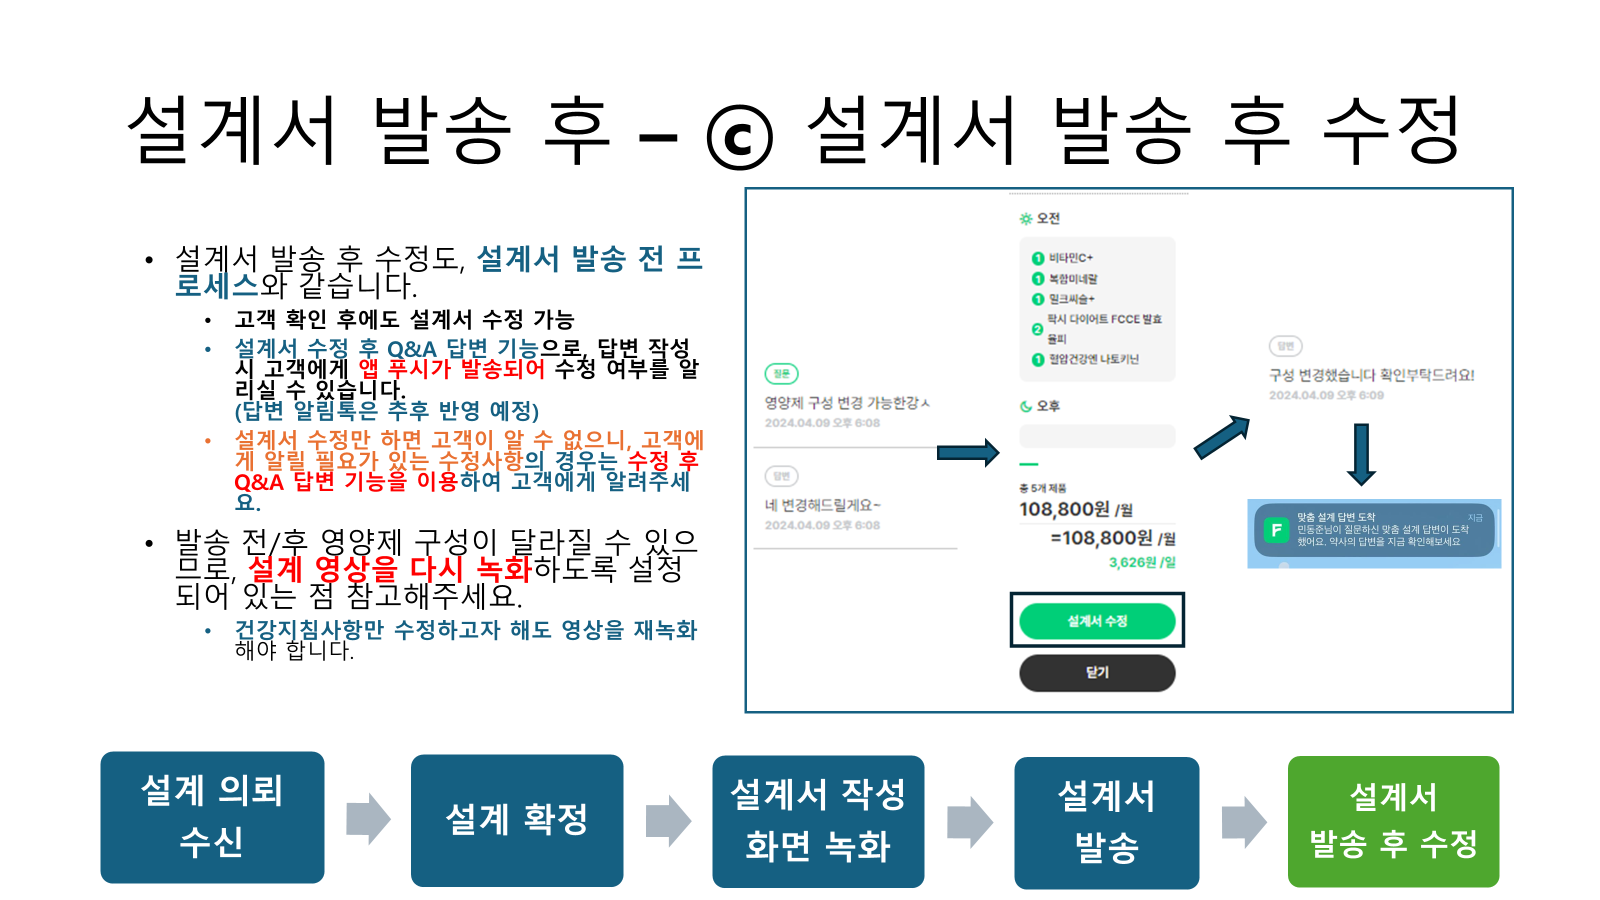 설계서 발송 후 – ⓒ 설계서 발송 후 수정
• 설계서 발송 후 수정도, 설계서 발송 전 프
로세스와 같습니다.
• 고객 확인 후에도 설계서 수정 가능
• 설계서 수정 후 Q&A 답변 기능으로, 답변 작성
시 고객에게 앱 푸시가 발송되어 수정 여부를 알
리실 수 있습니다.
(답변 알림톡은 추후 반영 예정)
• 설계서 수정만 하면 고객이 알 수 없으니, 고객에
게 알릴 필요가 있는 수정사항의 경우는 수정 후
Q&A 답변 기능을 이용하여 고객에게 알려주세
요.
• 발송 전/후 영양제 구성이 달라질 수 있으
므로, 설계 영상을 다시 녹화하도록 설정
되어 있는 점 참고해주세요.
• 건강지침사항만 수정하고자 해도 영상을 재녹화
해야 합니다.
질문
영양제 구성 변경 가능한강ㅅ
2024.04.09 오후 6:08
답변
네 변경해드릴게요~
2024.04.09 오후 6:08
오전
1 비타민C+
1 복합미네랄
1 밀크씨슬+
2 팍시 다이어트 FCCE 발효
율피
1 혈압건강엔 나토키닌
오후
총 5개 제품
108,800원 /월
=108,800원 /월
3,626원 /일
설계서 수정
닫기
답변
구성 변경했습니다 확인부탁드려요!
2024.04.09 오후 6:09
F
맞춤 설계 답변 도착 지금
민동준님이 질문하신 맞춤 설계 답변이 도착
했어요. 약사의 답변을 지금 확인해보세요
설계 의뢰
수신
설계 확정
설계서 작성
화면 녹화
설계서
발송
설계서
발송 후 수정